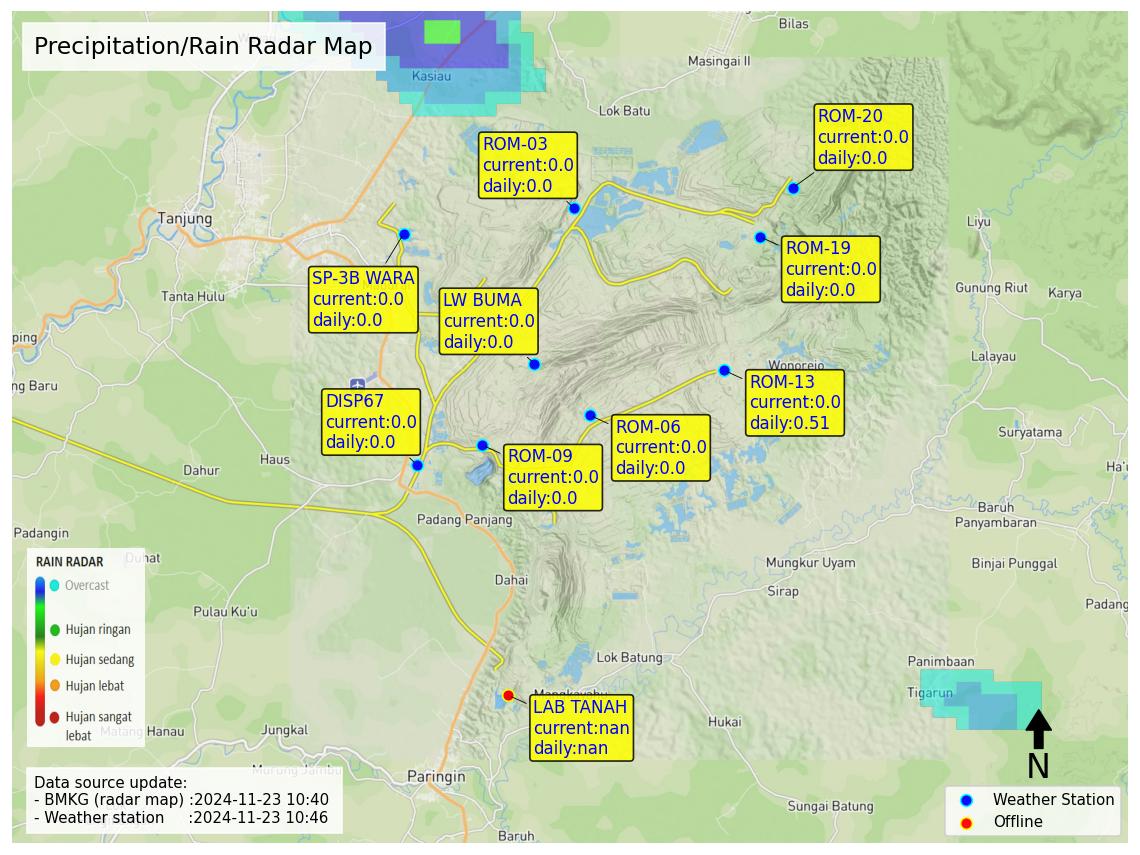 Precipitation/Rain Radar Map
Bilas
Masingai II
Kasiau
Lok Batu
ROM-20
current:0.0
daily:0.0
ROM-03
current:0.0
daily:0.0
Tanjung
Liyu
ROM-19
current:0.0
daily:0.0
SP-3B WARA
current:0.0
daily:0.0
Tanta Hulu
LW BUMA
current:0.0
daily:0.0
Gunung Riut
Karya
ping
Lalayau
Wonorejo
ng Baru
ROM-13
current:0.0
daily:0.51
DISP67
current:0.0
daily:0.0
ROM-06
current:0.0
daily:0.0
Suryatama
ROM-09
current:0.0
daily:0.0
Haus
Dahur
Ha'u
Padang Panjang
Baruh
Panyambaran
Padangin
Duhat
Mungkur Uyam
Binjai Punggal
Dahai
Sirap
Padang
Pulau Ku'u
RAIN RADAR
Overcast
Hujan ringan
Hujan sedang
Hujan lebat
Hujan sangat
lebat
Lok Batung
Panimbaan
Tigarun
LAB TANAH
current:nan
daily:nan
Hukai
Matang Hanau
Jungkal
Murung Jambu
Paringin
N
Data source update:
- BMKG (radar map) :2024-11-23 10:40
- Weather station :2024-11-23 10:46
Sungai Batung
Baruh
Weather Station
Offline